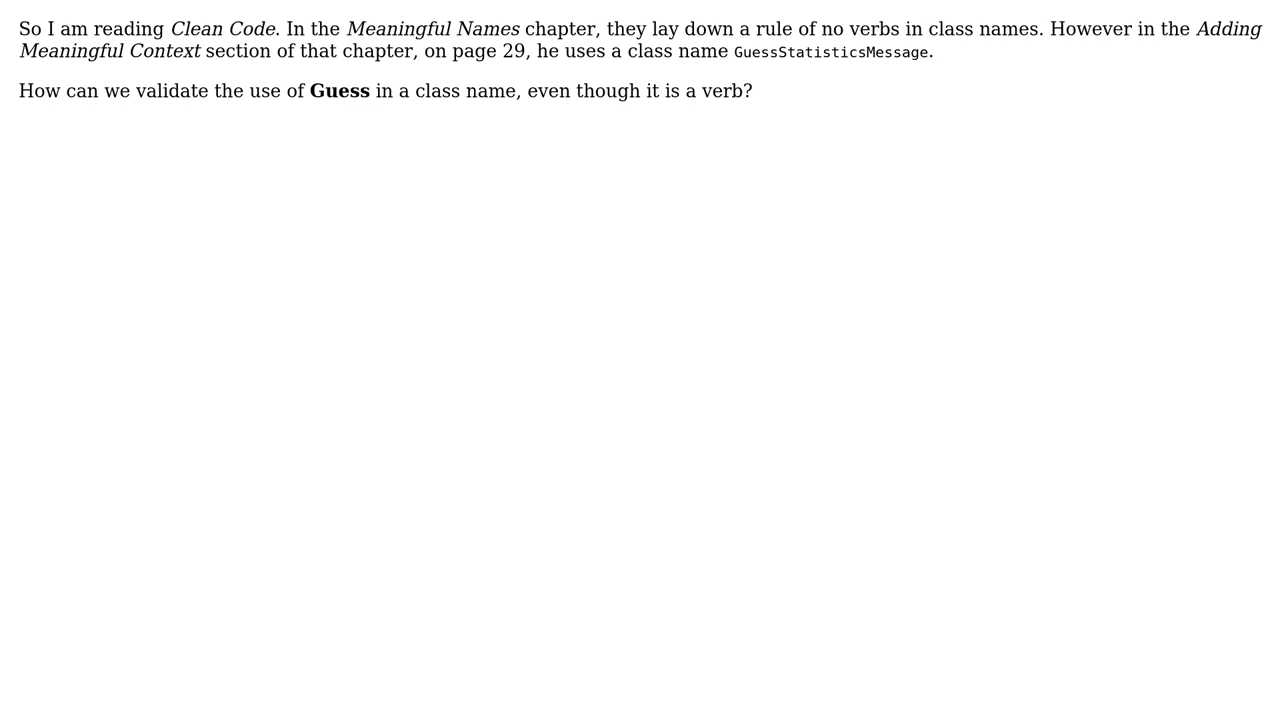 So I am reading Clean Code. In the Meaningful Names chapter, they lay down a rule of no verbs in class names. However in the Adding
Meaningful Context section of that chapter, on page 29, he uses a class name GuessStatisticsMessage.
How can we validate the use of Guess in a class name, even though it is a verb?